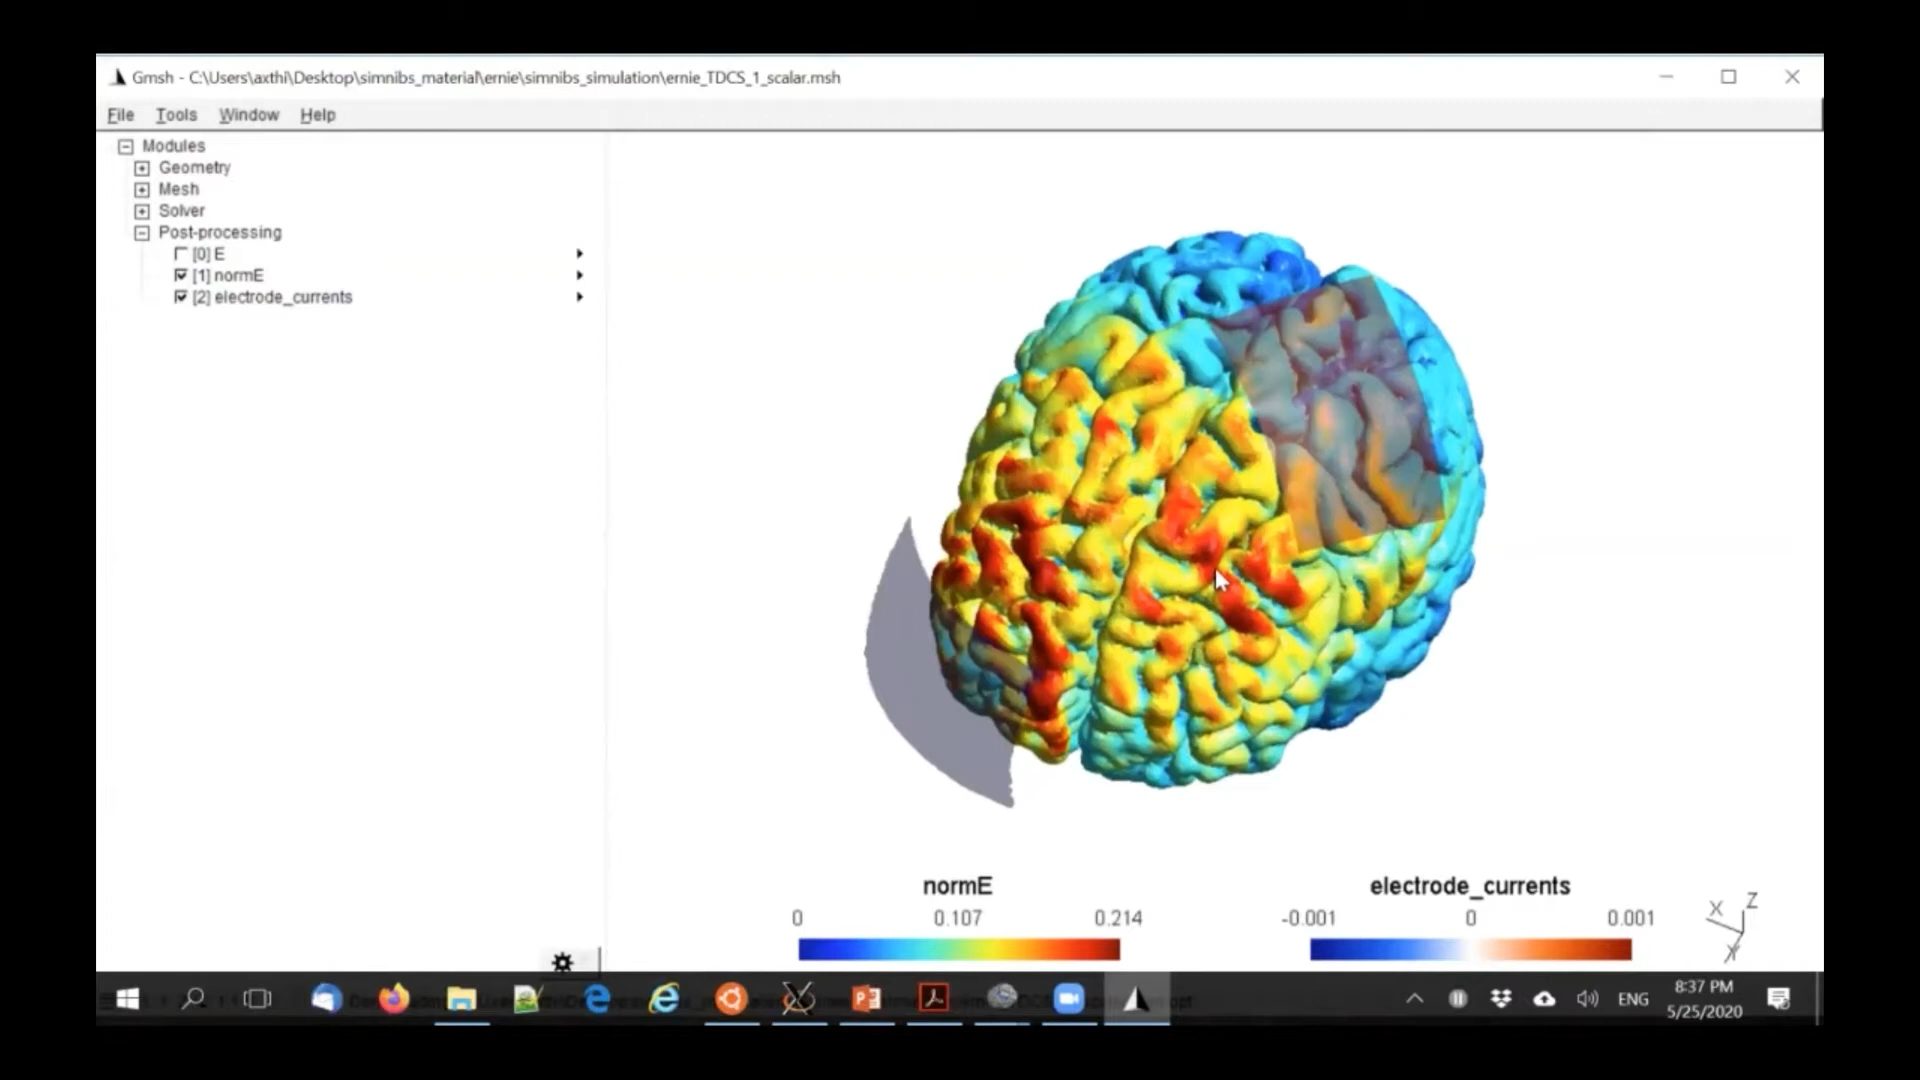 Gmsh - C:\Users\axthi\Desktop\simnibs_material\ernie\simnibs_simulation\ernie_TDCS_1_scalar.msh
File Tools Window Help
Modules
Geometry
Mesh
Solver
Post-processing
[0] E
[1] normE
[2] electrode_currents
normE
0 0.107 0.214
electrode_currents
-0.001 0 0.001
X Z
Y
ENG
8:37 PM
5/25/2020